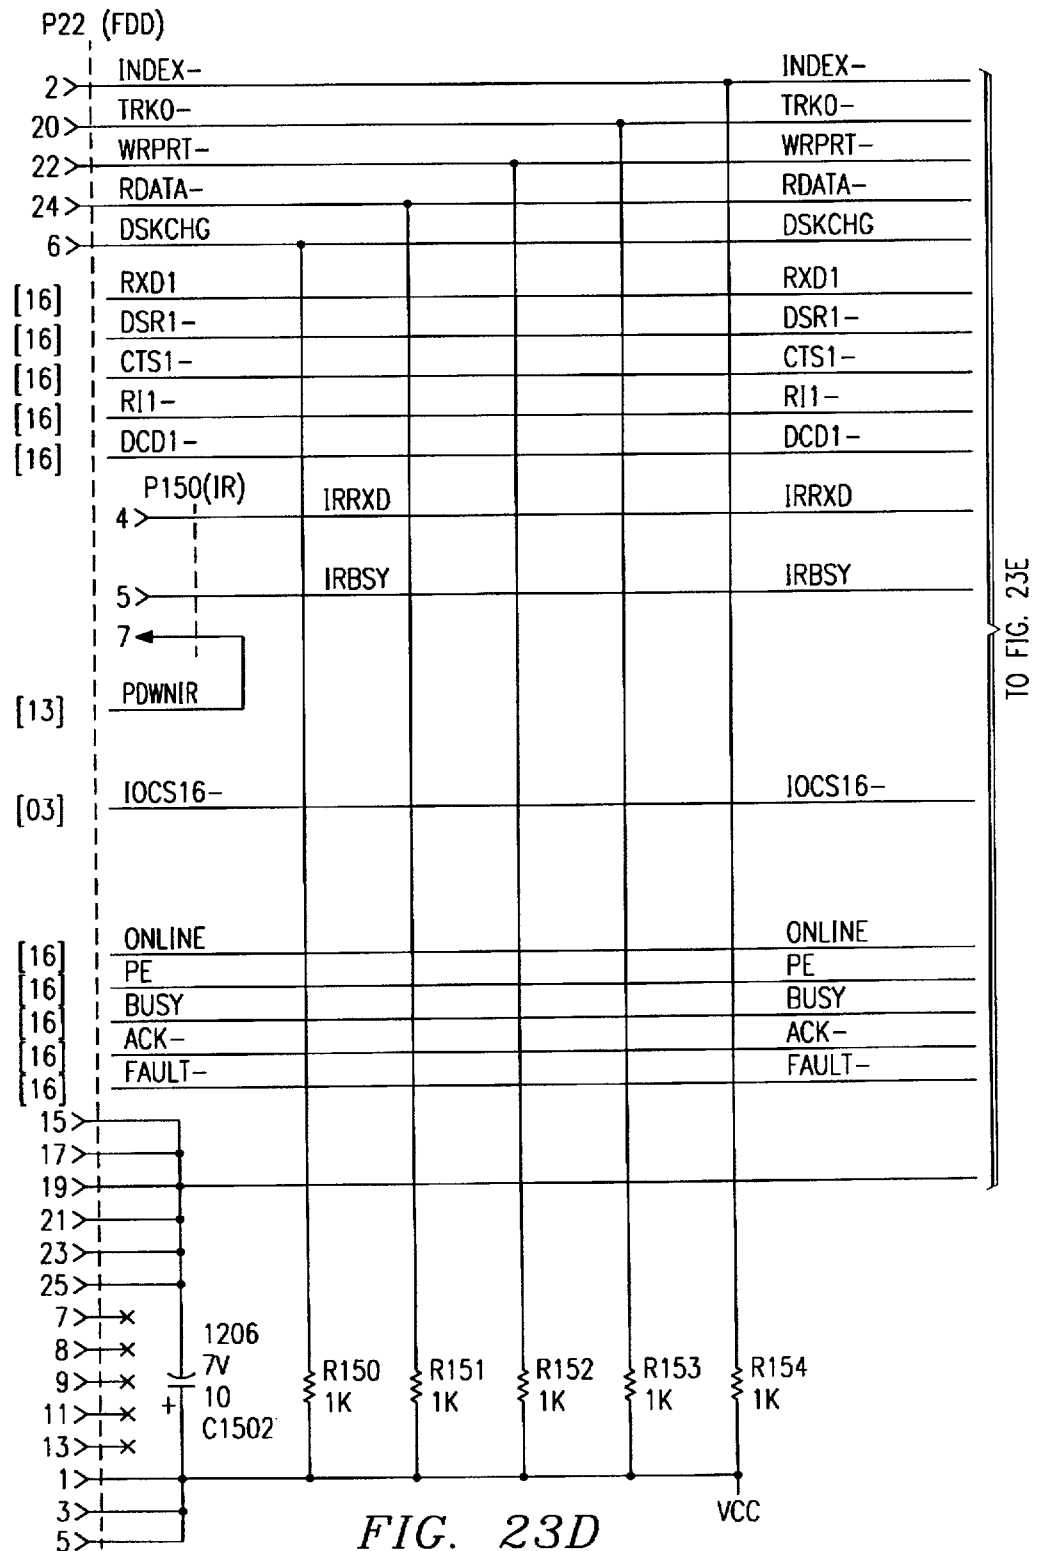 P22 (FDD)
2 INDEX- INDEX-
20 TRK0- TRK0-
22 WRPRT- WRPRT-
24 RDATA- RDATA-
6 DSKCHG DSKCHG
[16] RXD1 RXD1
[16] DSR1- DSR1-
[16] CTS1- CTS1-
[16] RI1- RI1-
[16] DCD1- DCD1-
P150(IR)
4 IRRXD IRRXD
5 IRBSY IRBSY
7
[13] PDWNIR
[03] IOCS16- IOCS16-
TO FIG. 23E
[16] ONLINE ONLINE
[16] PE PE
[16] BUSY BUSY
[16] ACK- ACK-
[16] FAULT- FAULT-
15
17
19
21
23
25
7
8
9
11
13
1
3
5
1206
7V
10
C1502
+
R150
1K
R151
1K
R152
1K
R153
1K
R154
1K
VCC
FIG. 23D